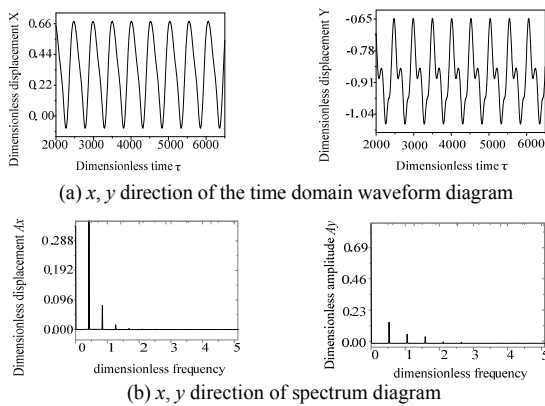 Dimensionless displacement X
0.66
0.44
0.22
0.00
2000 3000 4000 5000 6000
Dimensionless time τ
Dimensionless displacement Y
-0.65
-0.78
-0.91
-1.04
2000 3000 4000 5000 6000
Dimensionless time τ
(a) x, y direction of the time domain waveform diagram
Dimensionless displacement Ax
0.288
0.192
0.096
0.000
0 1 2 3 4 5
dimensionless frequency
Dimensionless amplitude Ay
0.69
0.46
0.23
0.00
0 1 2 3 4 5
dimensionless frequency
(b) x, y direction of spectrum diagram